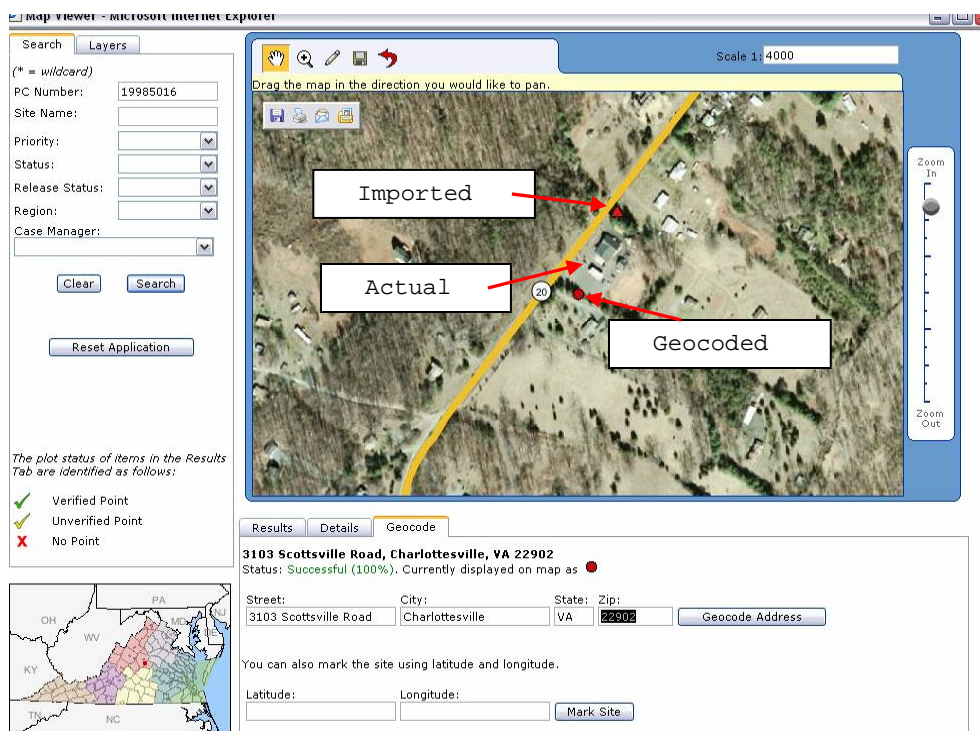 Map Viewer - Microsoft Internet Explorer
Search Layers
(* = wildcard)
PC Number: 19985016
Site Name:
Priority:
Status:
Release Status:
Region:
Case Manager:
Clear Search
Reset Application
The plot status of items in the Results
Tab are identified as follows:
Verified Point
Unverified Point
X No Point
PA
OH
NJ
MD
DE
WV
KY
TN
NC
Scale 1: 4000
Drag the map in the direction you would like to pan.
Imported
Actual
20
Geocoded
Zoom
In
Zoom
Out
Results Details Geocode
3103 Scottsville Road, Charlottesville, VA 22902
Status: Successful (100%). Currently displayed on map as
Street: City: State: Zip:
3103 Scottsville Road Charlottesville VA 22902 Geocode Address
You can also mark the site using latitude and longitude.
Latitude: Longitude:
Mark Site